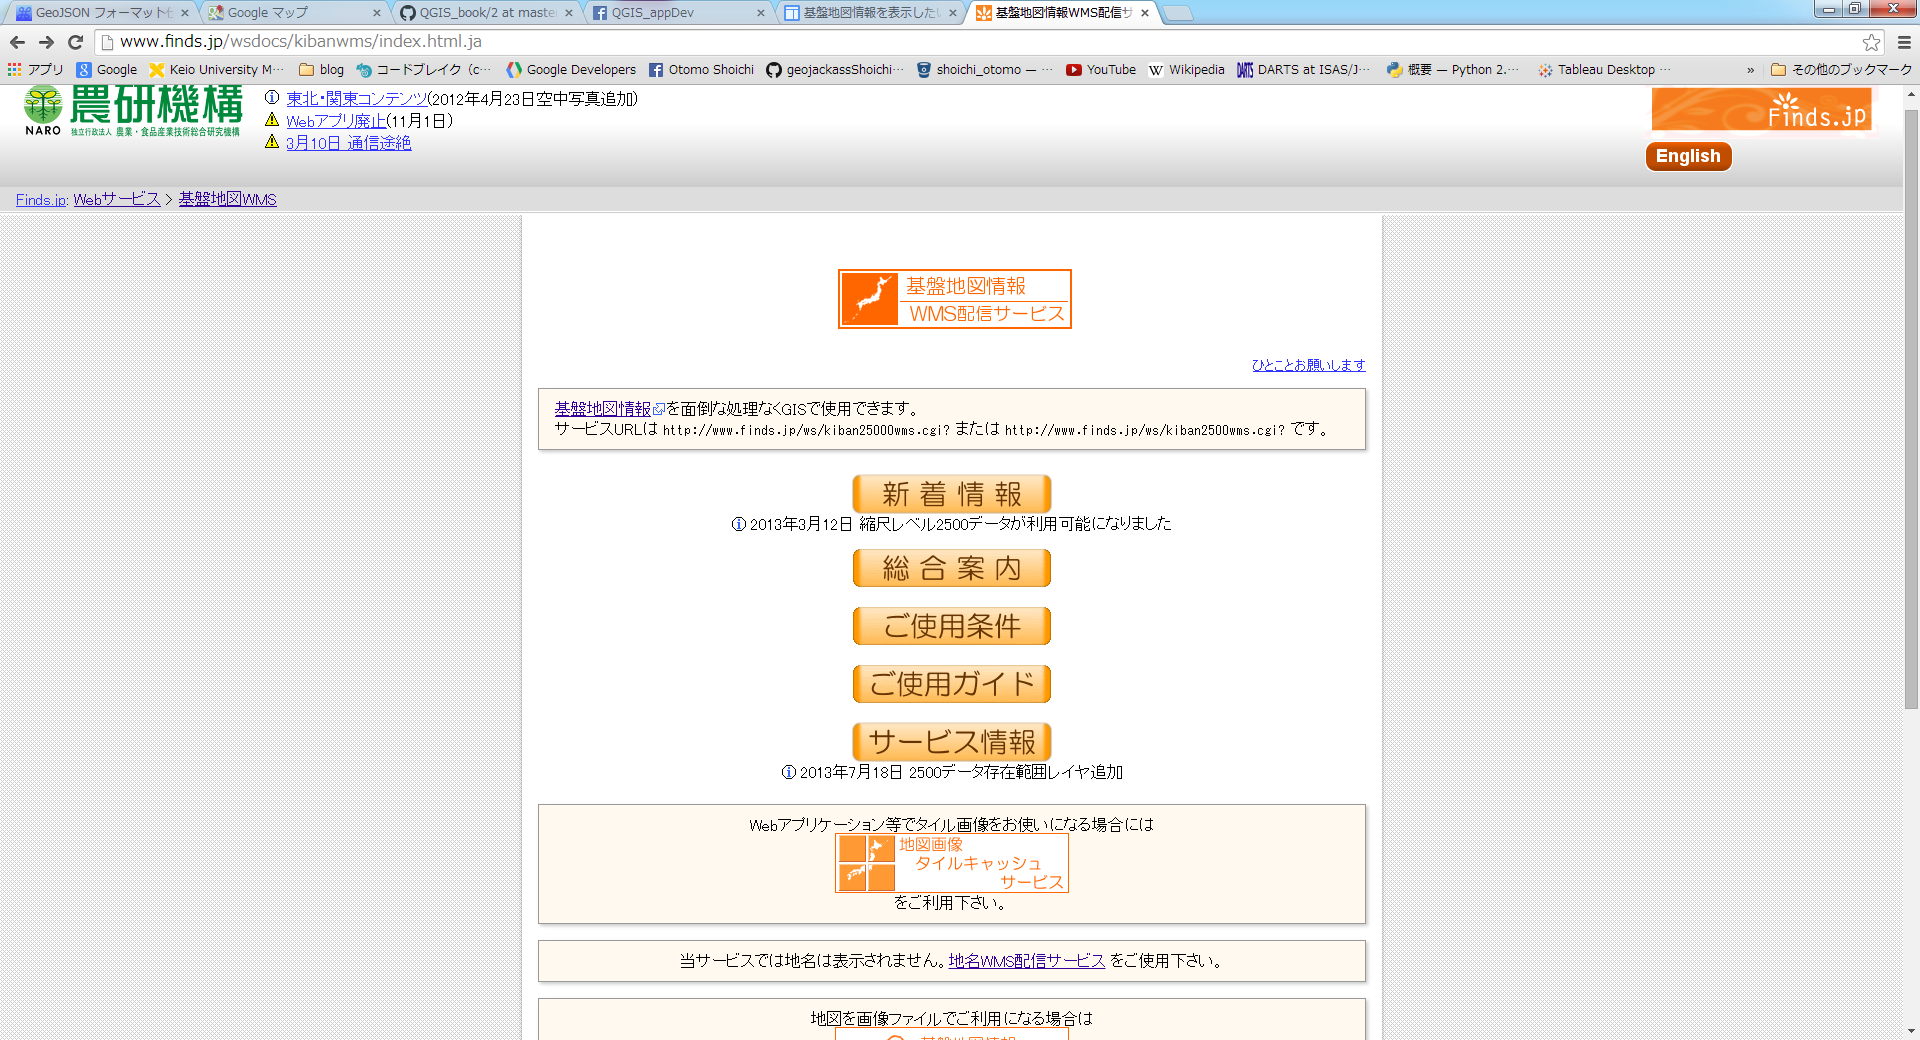 GeoJSON フォーマット
Google マップ
QGIS_book/2 at maste
QGIS_appDev
基盤地図情報を表示した
基盤地図情報WMS配信サ
www.finds.jp/wsdocs/kibanwms/index.html.ja
アプリ
Google
Keio University M…
blog
コードブレイク（c…
Google Developers
Otomo Shoichi
geojackassShoichi…
shoichi_otomo — …
YouTube
Wikipedia
DARTS at ISAS/J…
概要 — Python 2.…
Tableau Desktop …
»
その他のブックマーク
NARO
農研機構
独立行政法人 農業・食品産業技術総合研究機構
東北・関東コンテンツ(2012年4月23日空中写真追加)
Webアプリ廃止(11月1日)
3月10日 通信途絶
Finds.jp
English
Finds.jp: Webサービス > 基盤地図WMS
基盤地図情報
WMS配信サービス
ひとことお願いします
基盤地図情報を面倒な処理なくGISで使用できます。
サービスURLは http://www.finds.jp/ws/kiban25000wms.cgi? または http://www.finds.jp/ws/kiban2500wms.cgi? です。
新着情報
2013年3月12日 縮尺レベル2500データが利用可能になりました
総合案内
ご使用条件
ご使用ガイド
サービス情報
2013年7月18日 2500データ存在範囲レイヤ追加
Webアプリケーション等でタイル画像をお使いになる場合には
地図画像
タイルキャッシュ
サービス
をご利用下さい。
当サービスでは地名は表示されません。地名WMS配信サービス をご使用下さい。
地図を画像ファイルでご利用になる場合は